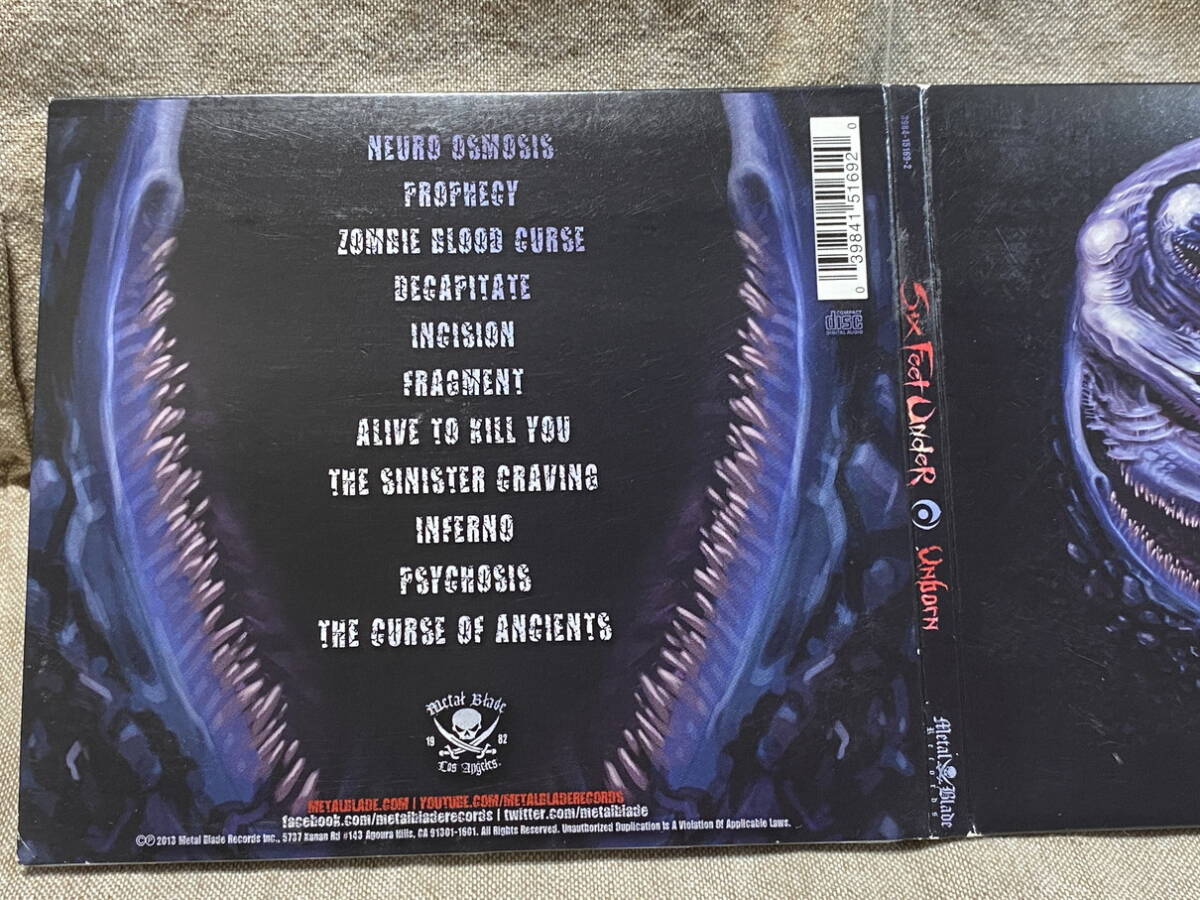 NEURO OSMOSIS
PROPHECY
ZOMBIE BLOOD CURSE
DECAPITATE
INCISION
FRAGMENT
ALIVE TO KILL YOU
THE SINISTER CRAVING
INFERNO
PSYCHOSIS
THE CURSE OF ANCIENTS
Metal Blade
19 82
Los Angeles.
METALBLADE.COM | YOUTUBE.COM/METALBLADERECORDS
facebook.com/metalbladerecords | twitter.com/metalblade
©℗ 2013 Metal Blade Records Inc., 5737 Kanan Rd #143 Agoura Hills, CA 91301-1601. All Rights Reserved. Unauthorized Duplication Is A Violation Of Applicable Laws.
0 39841 51692 0
COMPACT
disc
DIGITAL AUDIO
3984-15169-2
Six Feet Under Unborn
Metal Blade
Records